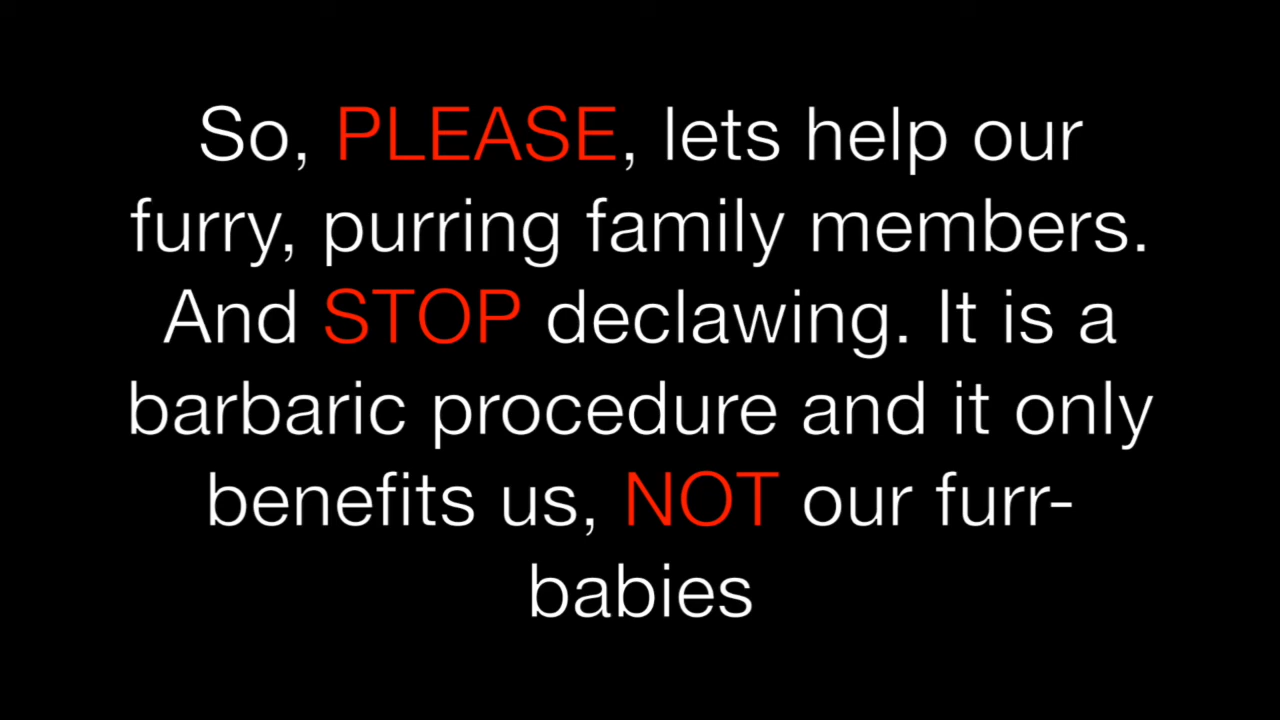 So, PLEASE, lets help our
furry, purring family members.
And STOP declawing. It is a
barbaric procedure and it only
benefits us, NOT our furr-
babies